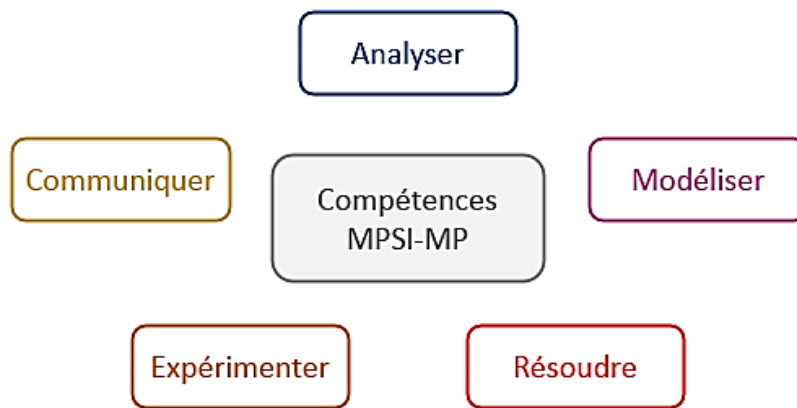 Analyser
Communiquer
Compétences
MPSI-MP
Modéliser
Expérimenter
Résoudre